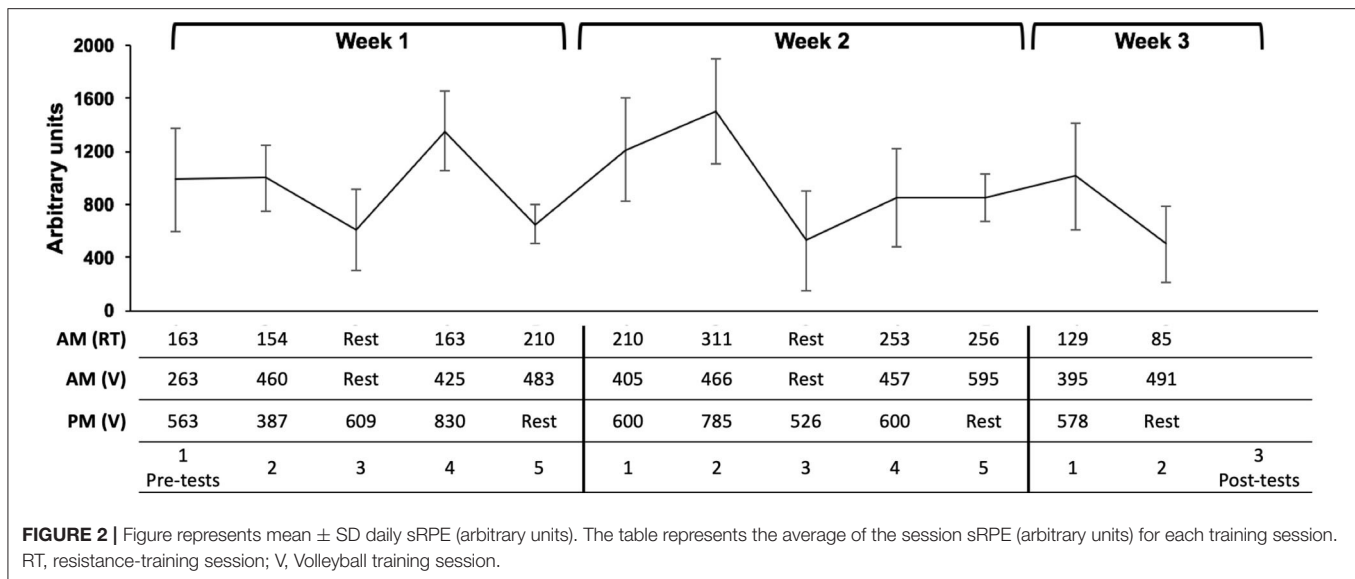 Week 1 Week 2 Week 3
2000
1600
1200
800
400
0
Arbitrary units
AM (RT) 163 154 Rest 163 210 210 311 Rest 253 256 129 85
AM (V) 263 460 Rest 425 483 405 466 Rest 457 595 395 491
PM (V) 563 387 609 830 Rest 600 785 526 600 Rest 578 Rest
1 2 3 4 5 1 2 3 4 5 1 2 3
Pre-tests Post-tests
FIGURE 2 | Figure represents mean ± SD daily sRPE (arbitrary units). The table represents the average of the session sRPE (arbitrary units) for each training session.
RT, resistance-training session; V, Volleyball training session.